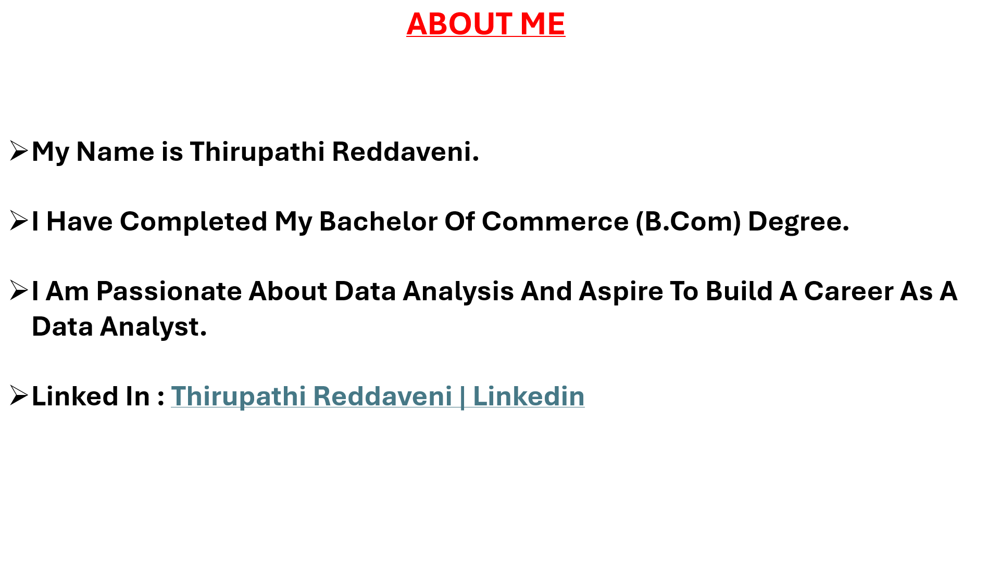 ABOUT ME
➢My Name is Thirupathi Reddaveni.
➢I Have Completed My Bachelor Of Commerce (B.Com) Degree.
➢I Am Passionate About Data Analysis And Aspire To Build A Career As A
Data Analyst.
➢Linked In : Thirupathi Reddaveni | Linkedin